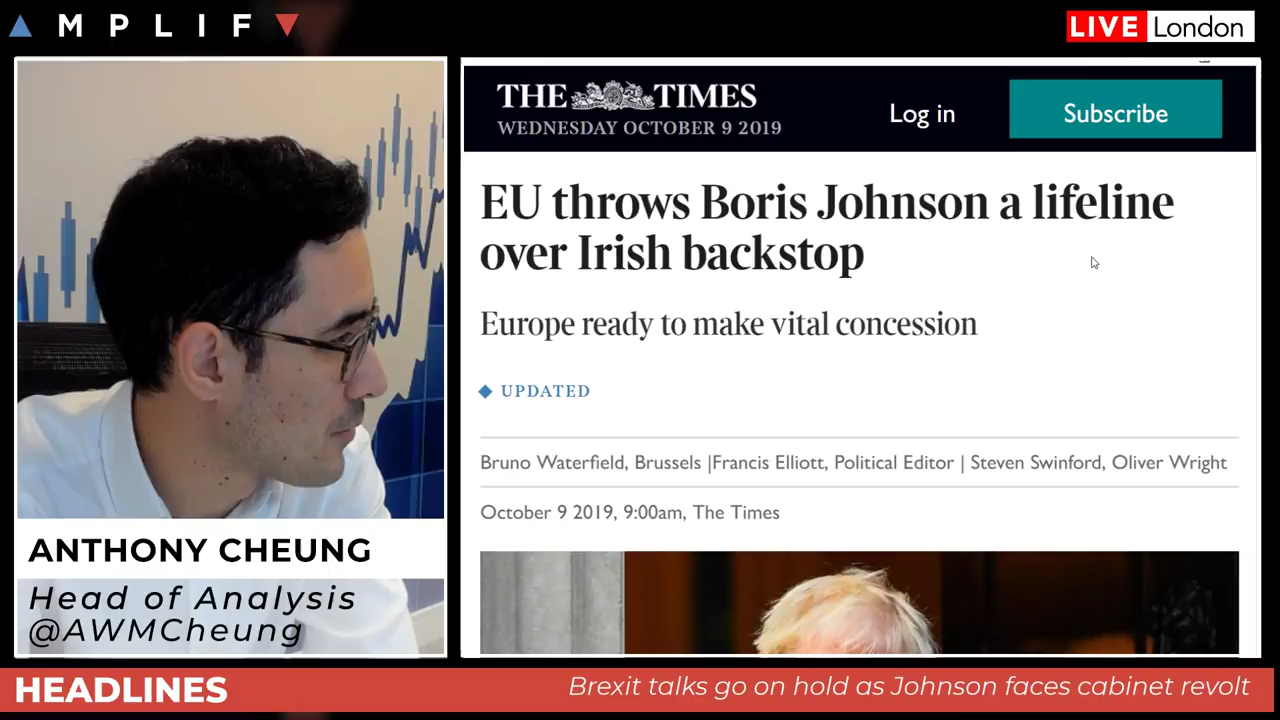 AMPLIFY
LIVE London
THE TIMES
WEDNESDAY OCTOBER 9 2019
Log in
Subscribe
EU throws Boris Johnson a lifeline
over Irish backstop
Europe ready to make vital concession
UPDATED
Bruno Waterfield, Brussels |Francis Elliott, Political Editor | Steven Swinford, Oliver Wright
October 9 2019, 9:00am, The Times
ANTHONY CHEUNG
Head of Analysis
@AWMCheung
HEADLINES
Brexit talks go on hold as Johnson faces cabinet revolt